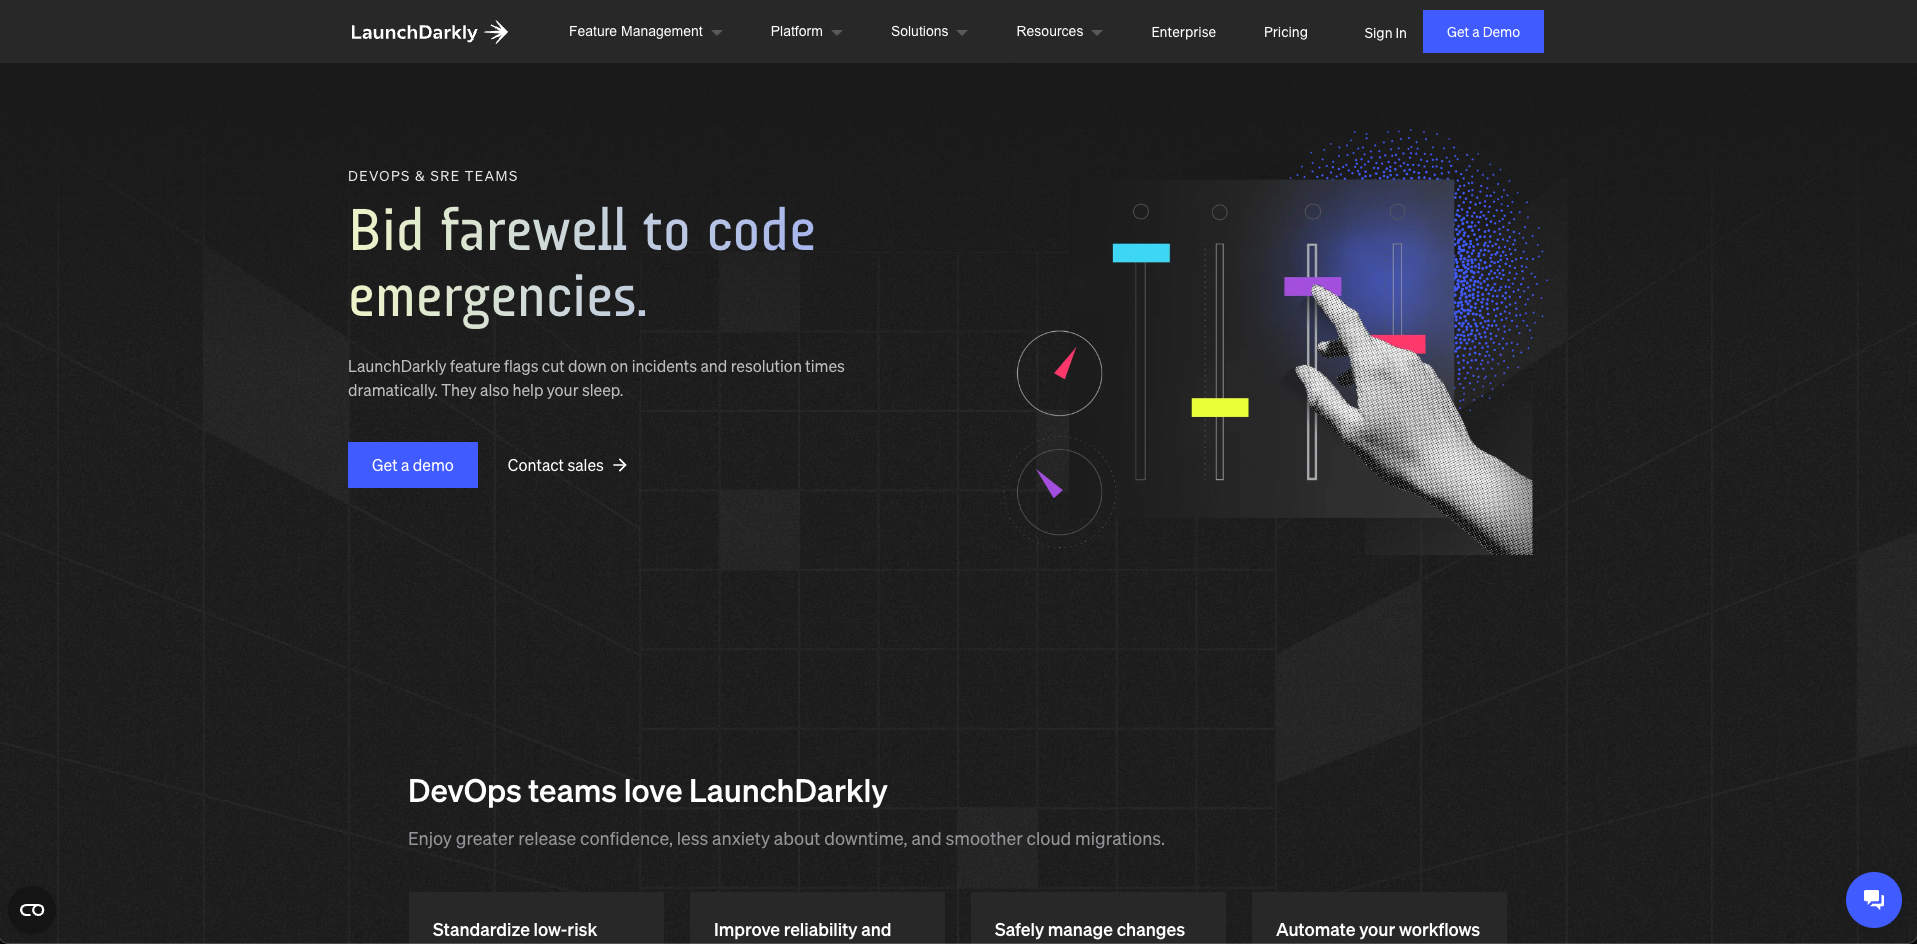 LaunchDarkly
Feature Management
Platform
Solutions
Resources
Enterprise
Pricing
Sign In
Get a Demo
DEVOPS & SRE TEAMS
Bid farewell to code
emergencies.
LaunchDarkly feature flags cut down on incidents and resolution times
dramatically. They also help your sleep.
Get a demo
Contact sales
DevOps teams love LaunchDarkly
Enjoy greater release confidence, less anxiety about downtime, and smoother cloud migrations.
Standardize low-risk
Improve reliability and
Safely manage changes
Automate your workflows